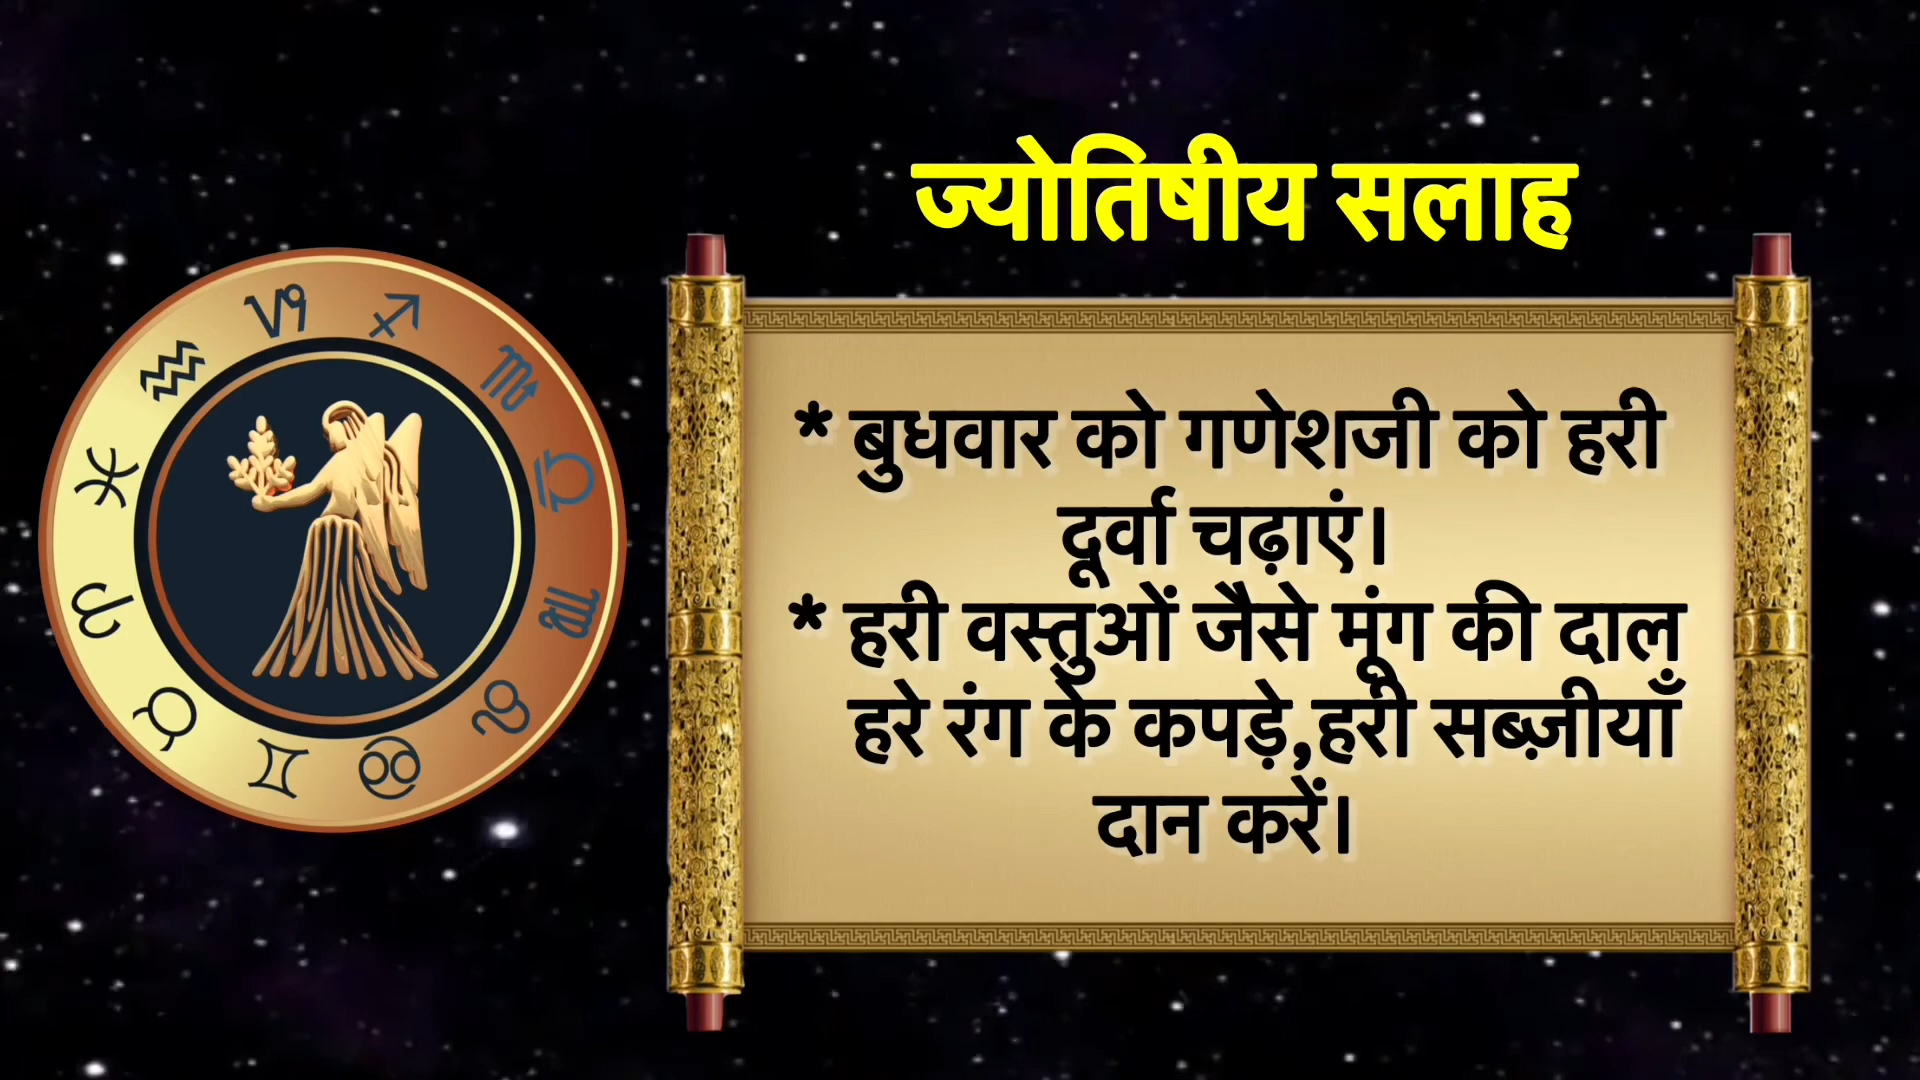 ज्योतिषीय सलाह
* बुधवार को गणेशजी को हरी
दूर्वा चढ़ाएं।
* हरी वस्तुओं जैसे मूंग की दाल
हरे रंग के कपड़े,हरी सब्ज़ीयाँ
दान करें।